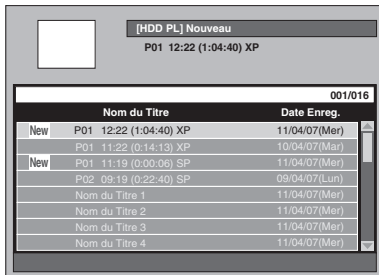 [HDD PL] Nouveau
P01 12:22 (1:04:40) XP
001/016
Nom du Titre Date Enreg.
New P01 12:22 (1:04:40) XP 11/04/07(Mer)
P01 11:22 (0:14:13) XP 10/04/07(Mar)
New P01 11:19 (0:00:06) SP 11/04/07(Mer)
P02 09:19 (0:22:40) SP 09/04/07(Lun)
Nom du Titre 1 11/04/07(Mer)
Nom du Titre 2 11/04/07(Mer)
Nom du Titre 3 11/04/07(Mer)
Nom du Titre 4 11/04/07(Mer)